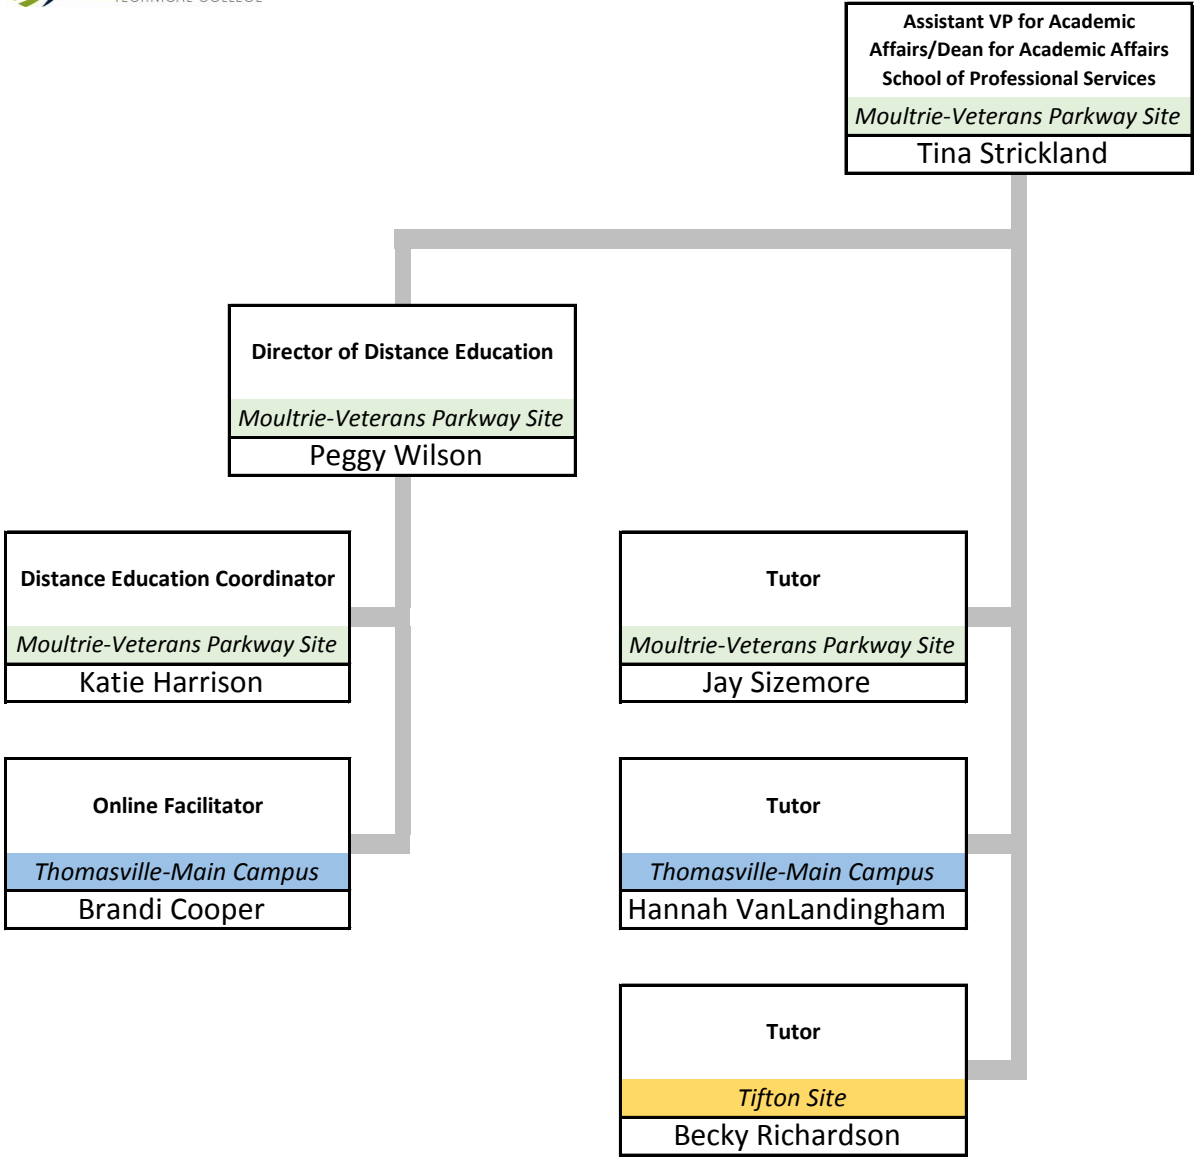 TECHNICAL COLLEGE
Assistant VP for Academic
Affairs/Dean for Academic Affairs
School of Professional Services
Moultrie-Veterans Parkway Site
Tina Strickland
Director of Distance Education
Moultrie-Veterans Parkway Site
Peggy Wilson
Distance Education Coordinator
Moultrie-Veterans Parkway Site
Katie Harrison
Tutor
Moultrie-Veterans Parkway Site
Jay Sizemore
Online Facilitator
Thomasville-Main Campus
Brandi Cooper
Tutor
Thomasville-Main Campus
Hannah VanLandingham
Tutor
Tifton Site
Becky Richardson